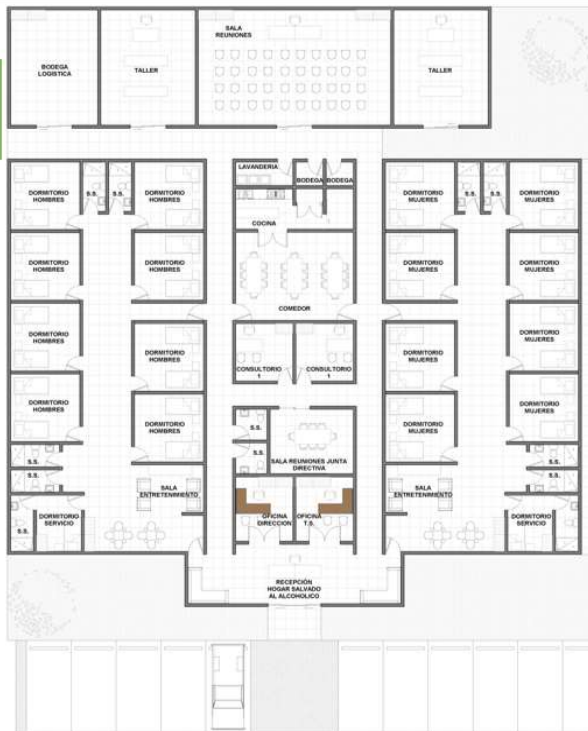 SALA
REUNIONES
BODEGA
LOGISTICA
TALLER
TALLER
LAVANDERIA
BODEGA
BODEGA
DORMITORIO
HOMBRES
S.S.
S.S.
DORMITORIO
HOMBRES
DORMITORIO
MUJERES
S.S.
S.S.
DORMITORIO
MUJERES
COCINA
DORMITORIO
HOMBRES
DORMITORIO
HOMBRES
DORMITORIO
MUJERES
DORMITORIO
MUJERES
COMEDOR
DORMITORIO
HOMBRES
DORMITORIO
HOMBRES
DORMITORIO
MUJERES
DORMITORIO
MUJERES
CONSULTORIO
1
CONSULTORIO
1
DORMITORIO
HOMBRES
DORMITORIO
HOMBRES
DORMITORIO
MUJERES
DORMITORIO
MUJERES
S.S.
S.S.
SALA REUNIONES JUNTA
DIRECTIVA
S.S.
S.S.
S.S.
S.S.
SALA
ENTRETENIMIENTO
SALA
ENTRETENIMIENTO
OFICINA
DIRECCION
OFICINA
T.S.
S.S.
DORMITORIO
SERVICIO
DORMITORIO
SERVICIO
S.S.
RECEPCIÓN
HOGAR SALVADO
AL ALCOHOLICO